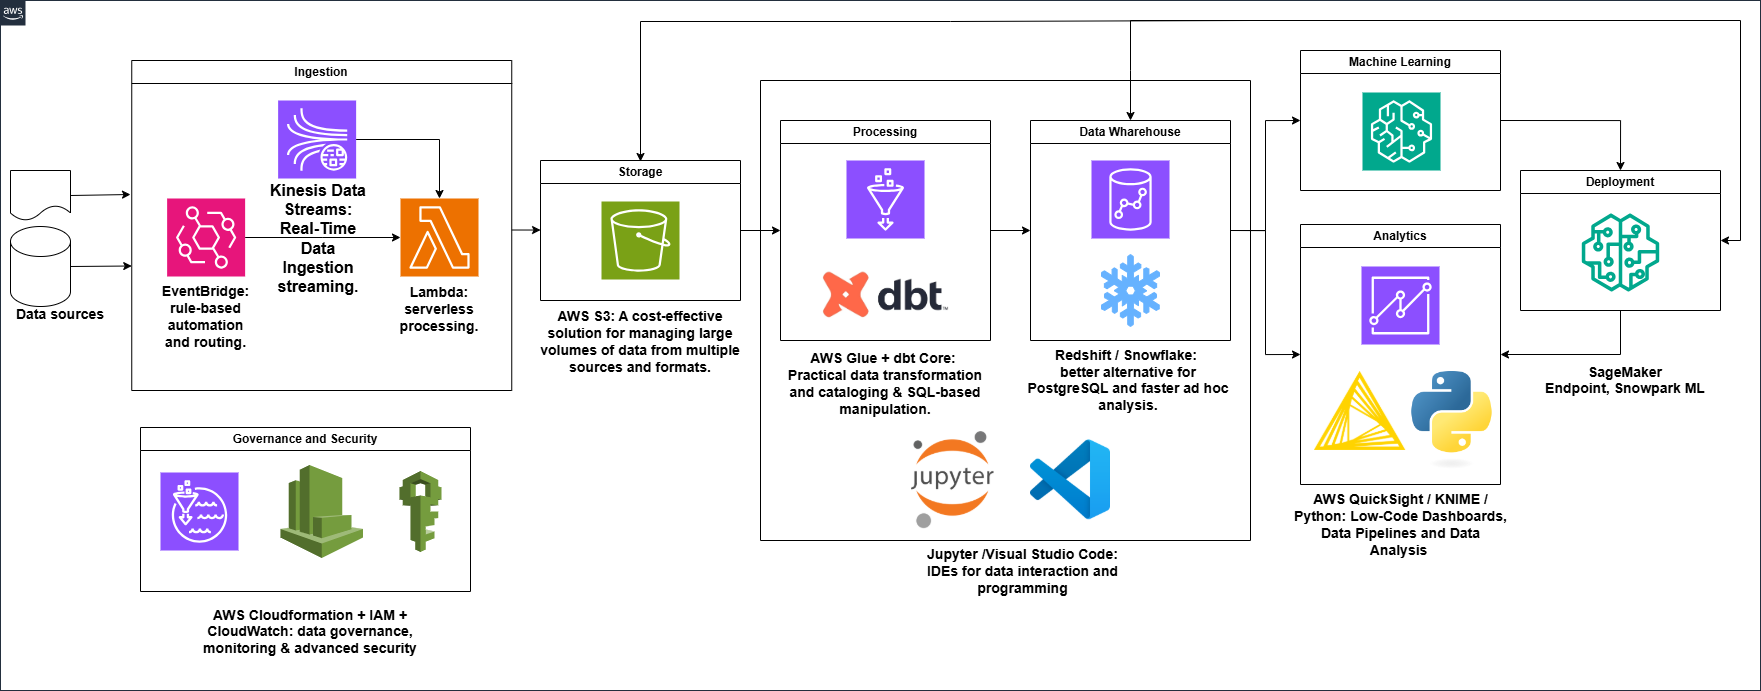 aws
Ingestion
Kinesis Data
Streams:
Real-Time
Data
Ingestion
streaming.
EventBridge:
rule-based
automation
and routing.
Lambda:
serverless
processing.
Data sources
Storage
AWS S3: A cost-effective
solution for managing large
volumes of data from multiple
sources and formats.
Processing
dbt
AWS Glue + dbt Core:
Practical data transformation
and cataloging & SQL-based
manipulation.
Data Wharehouse
Redshift / Snowflake:
better alternative for
PostgreSQL and faster ad hoc
analysis.
jupyter
Jupyter /Visual Studio Code:
IDEs for data interaction and
programming
Machine Learning
Analytics
AWS QuickSight / KNIME /
Python: Low-Code Dashboards,
Data Pipelines and Data
Analysis
Deployment
SageMaker
Endpoint, Snowpark ML
Governance and Security
AWS Cloudformation + IAM +
CloudWatch: data governance,
monitoring & advanced security